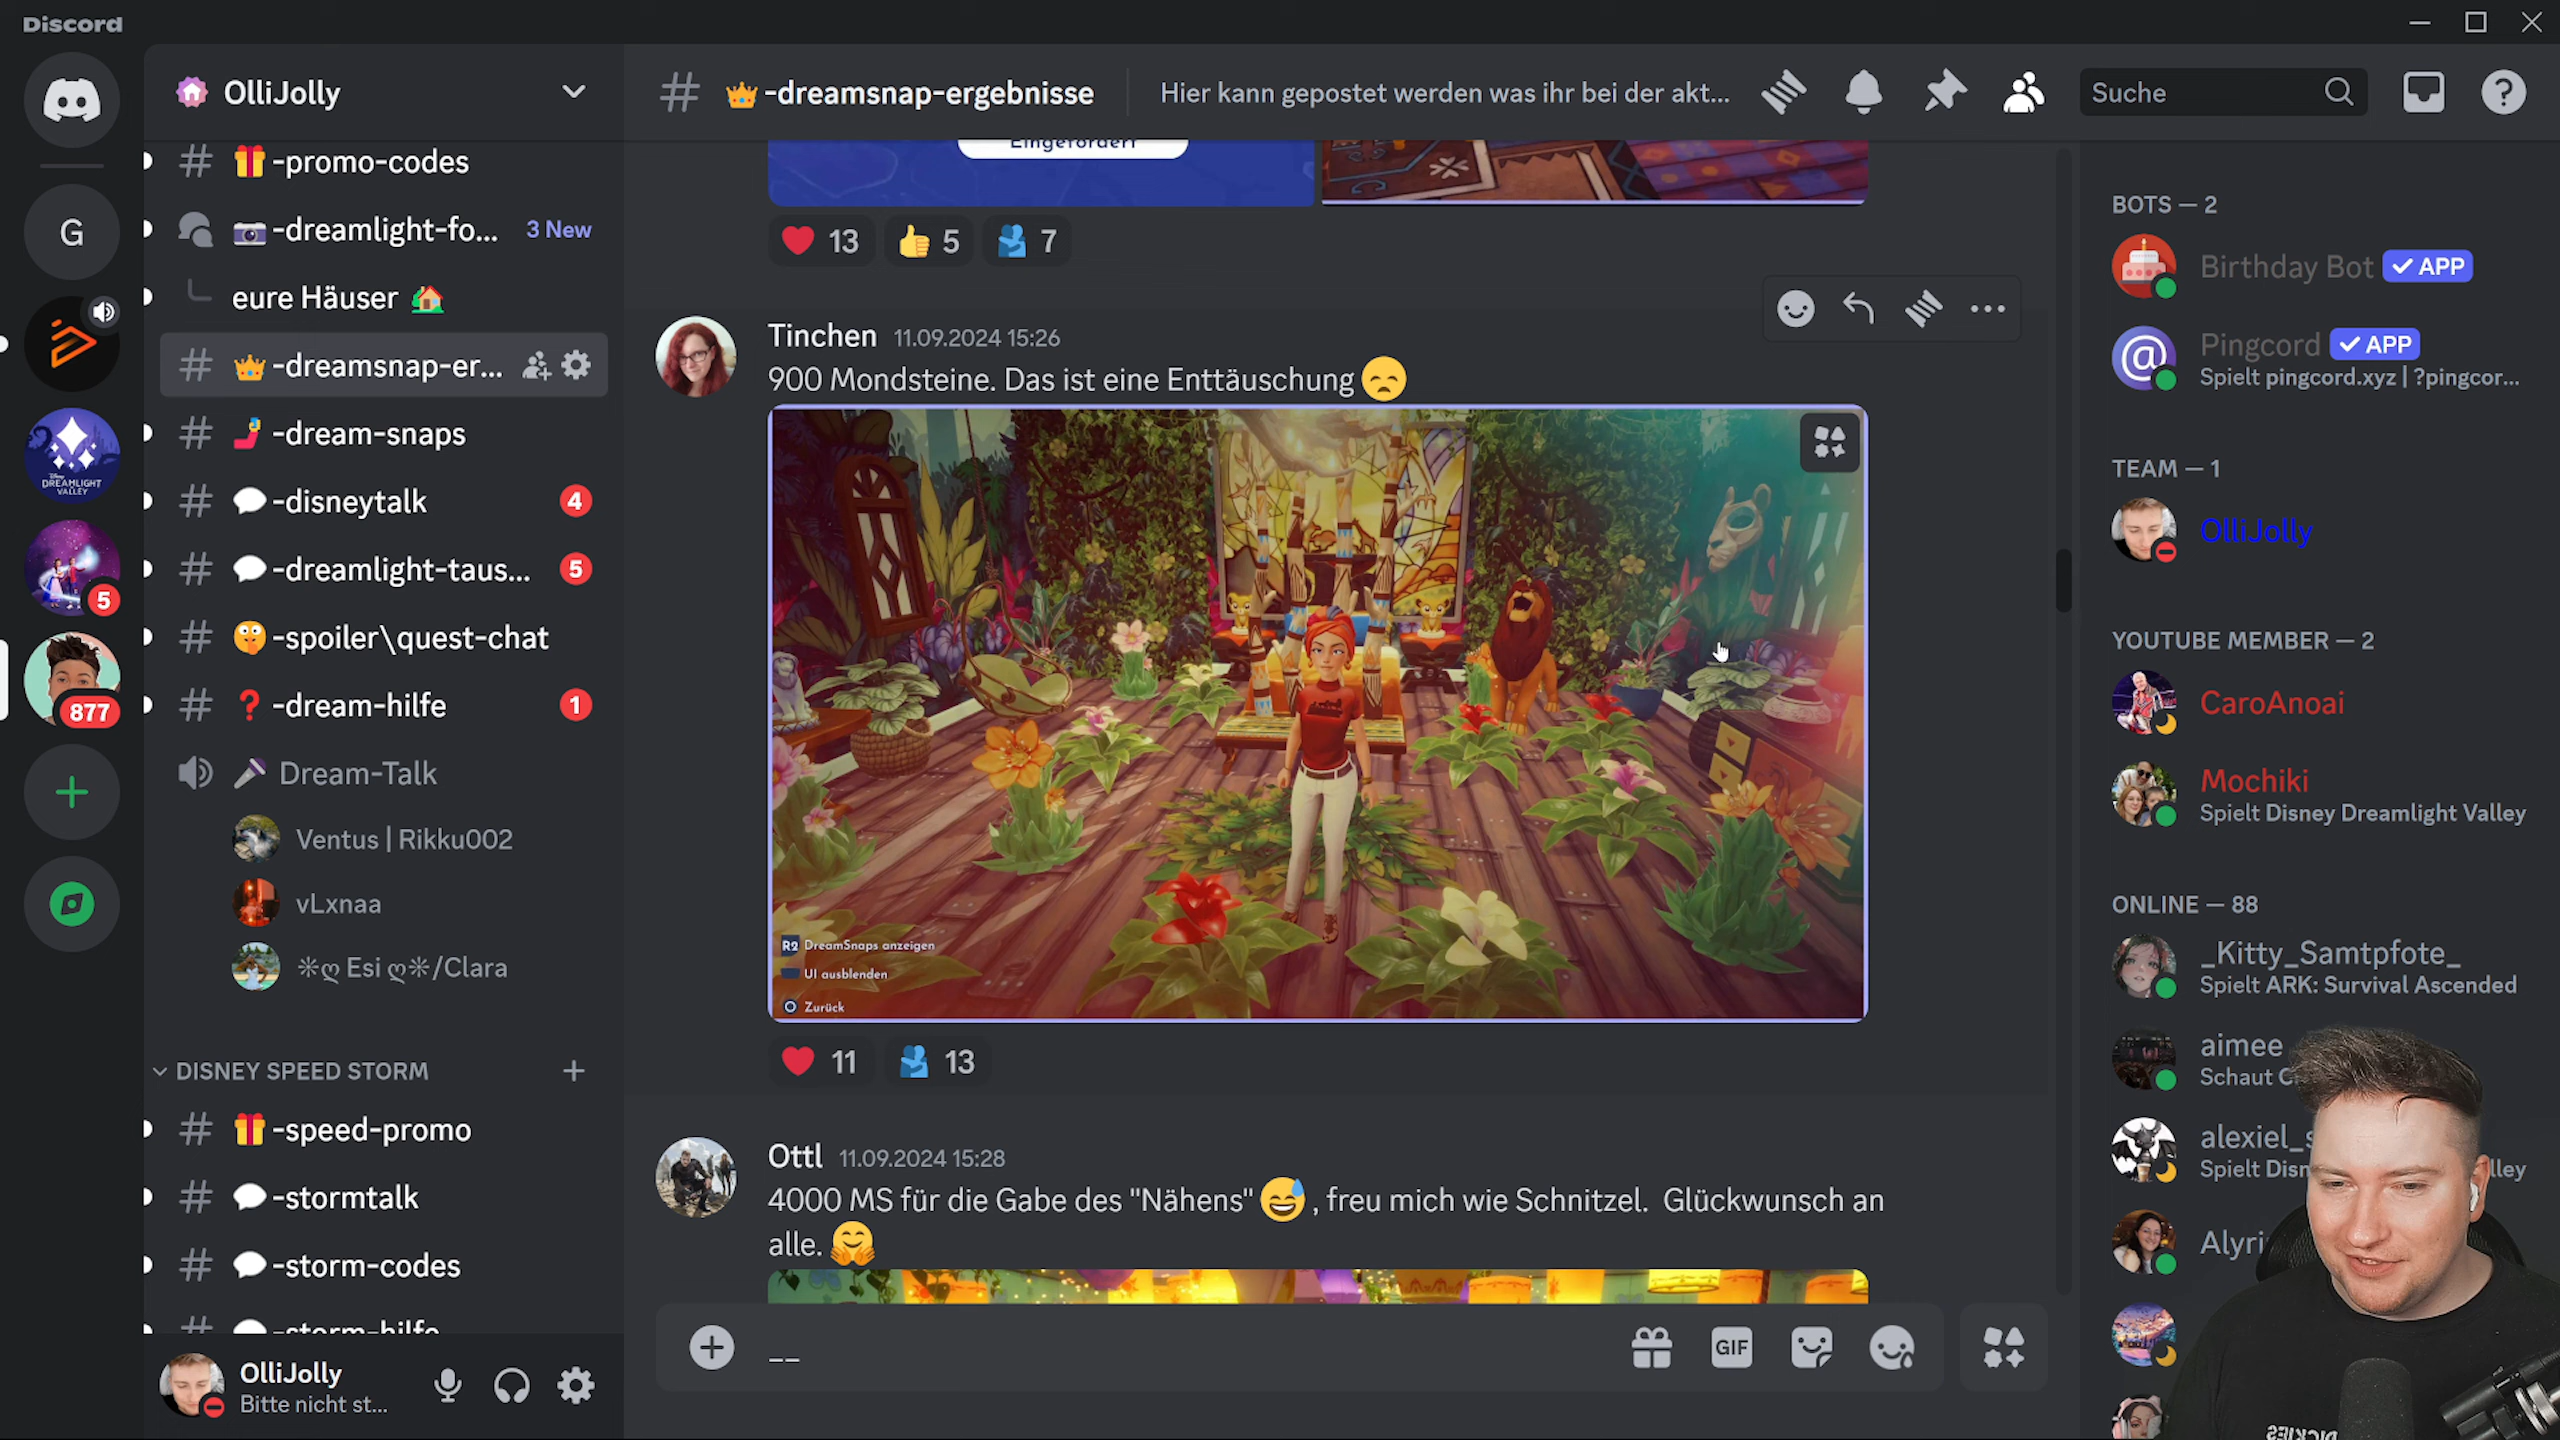 Discord
OlliJolly
-promo-codes
-dreamlight-fo... 3 New
eure Häuser
-dreamsnap-er...
-dream-snaps
-disneytalk 4
-dreamlight-taus... 5
-spoiler\quest-chat
-dream-hilfe 1
Dream-Talk
Ventus | Rikku002
vLxnaa
Esi ღ☼/Clara
DISNEY SPEED STORM
-speed-promo
-stormtalk
-storm-codes
-storm-hilfe
OlliJolly
Bitte nicht st...
G
DREAMLIGHT
VALLEY
5
877
-dreamsnap-ergebnisse
Hier kann gepostet werden was ihr bei der akt...
Suche
Eingefordert
13 5 7
Tinchen 11.09.2024 15:26
900 Mondsteine. Das ist eine Enttäuschung 😞
R2 DreamSnaps anzeigen
UI ausblenden
Zurück
11 13
Ottl 11.09.2024 15:28
4000 MS für die Gabe des "Nähens" 😅 , freu mich wie Schnitzel. Glückwunsch an
alle. 🤗
GIF
BOTS — 2
Birthday Bot ✓ APP
Pingcord ✓ APP
Spielt pingcord.xyz | ?pingcor...
TEAM — 1
OlliJolly
YOUTUBE MEMBER — 2
CaroAnoai
Mochiki
Spielt Disney Dreamlight Valley
ONLINE — 88
_Kitty_Samtpfote_
Spielt ARK: Survival Ascended
aimee
Schaut
alexiel_
Spielt
Alyri